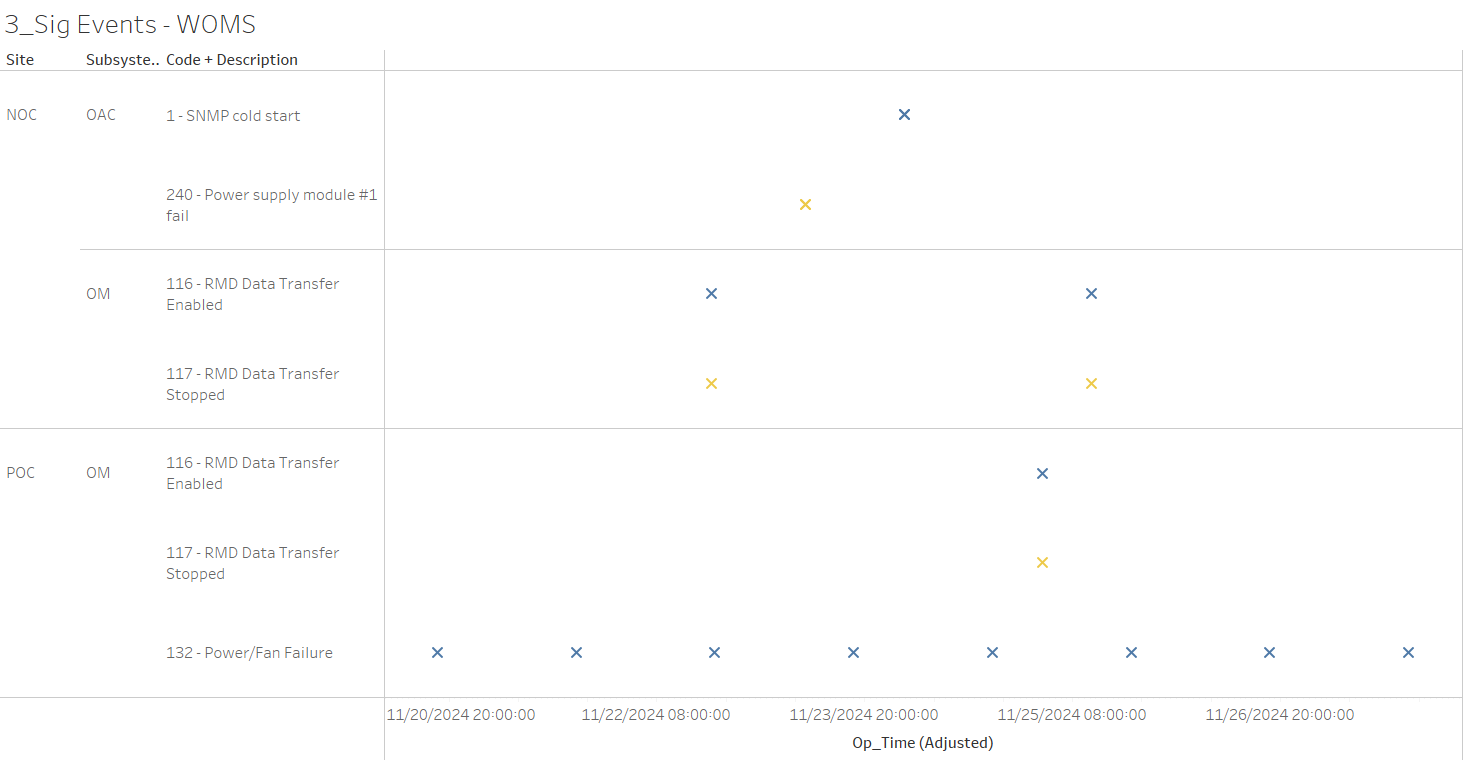 3_Sig Events - WOMS
Site Subsyste.. Code + Description
NOC OAC 1 - SNMP cold start
240 - Power supply module #1
fail
OM 116 - RMD Data Transfer
Enabled
117 - RMD Data Transfer
Stopped
POC OM 116 - RMD Data Transfer
Enabled
117 - RMD Data Transfer
Stopped
132 - Power/Fan Failure
11/20/2024 20:00:00 11/22/2024 08:00:00 11/23/2024 20:00:00 11/25/2024 08:00:00 11/26/2024 20:00:00
Op_Time (Adjusted)